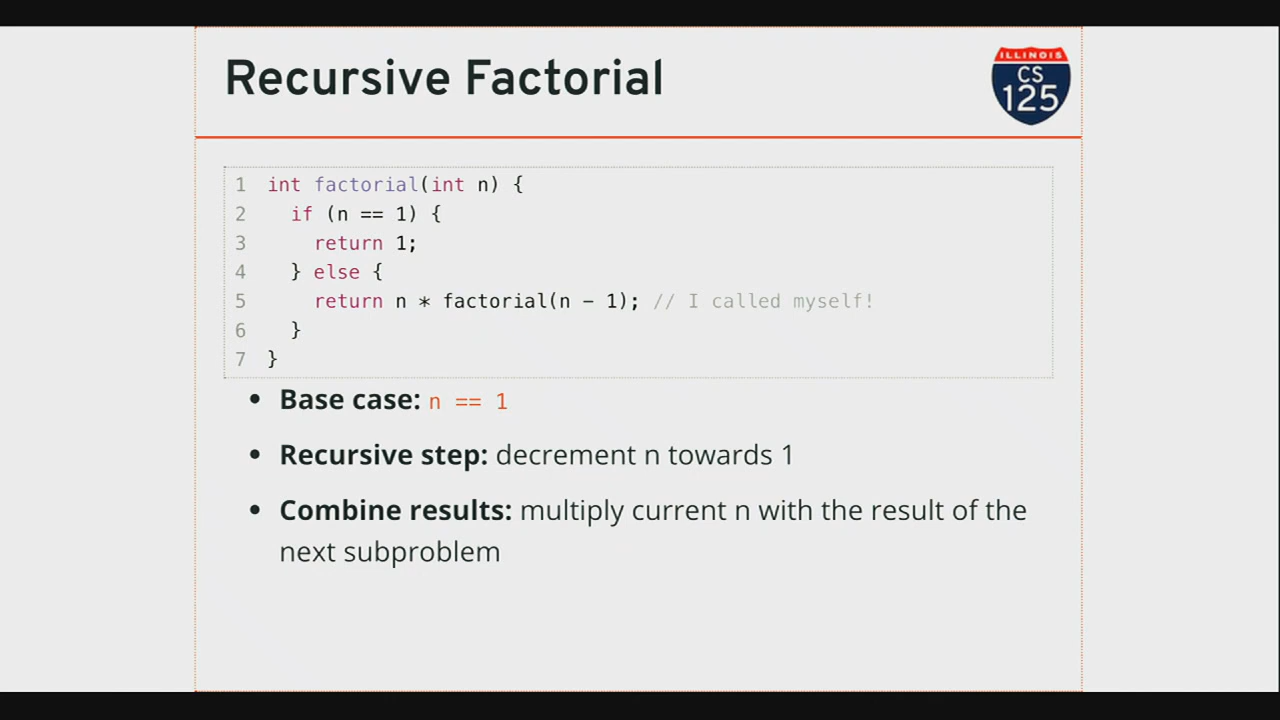 Recursive Factorial
ILLINOIS
CS
125
1 int factorial(int n) {
2   if (n == 1) {
3     return 1;
4   } else {
5     return n * factorial(n - 1); // I called myself!
6   }
7 }
• Base case: n == 1
• Recursive step: decrement n towards 1
• Combine results: multiply current n with the result of the
next subproblem